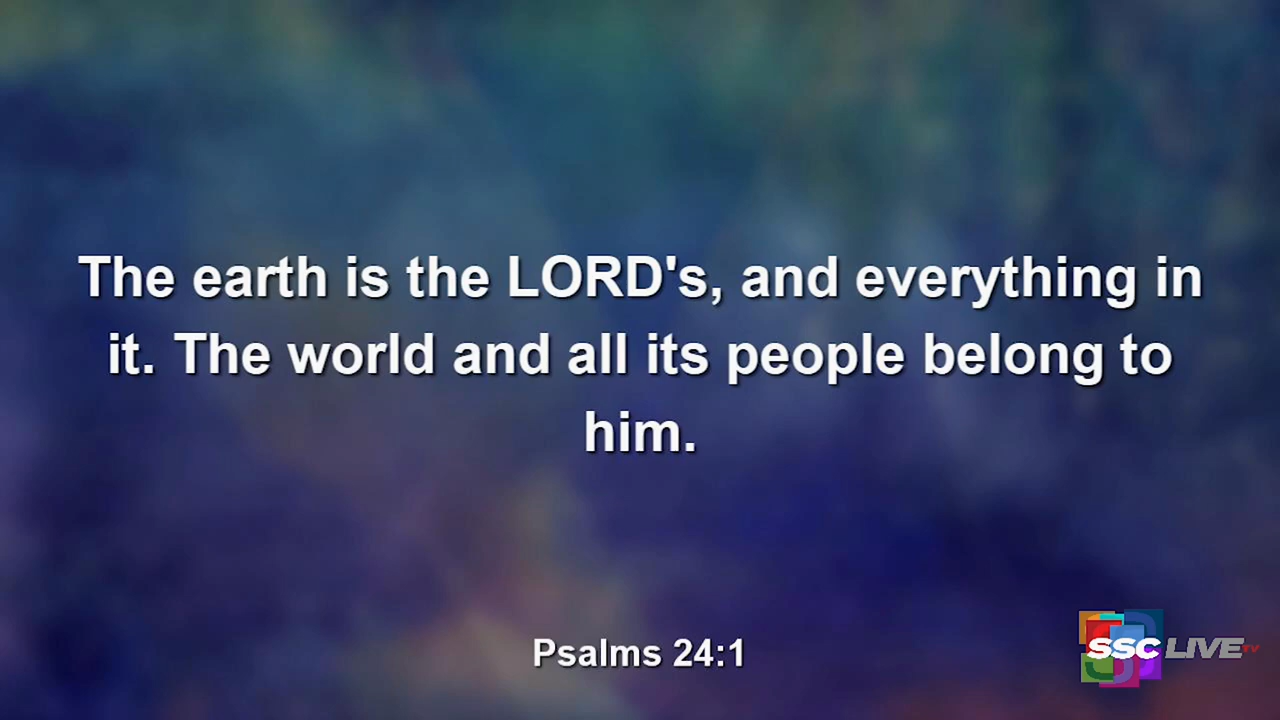 The earth is the LORD's, and everything in
it. The world and all its people belong to
him.
Psalms 24:1
SSC LIVE TV